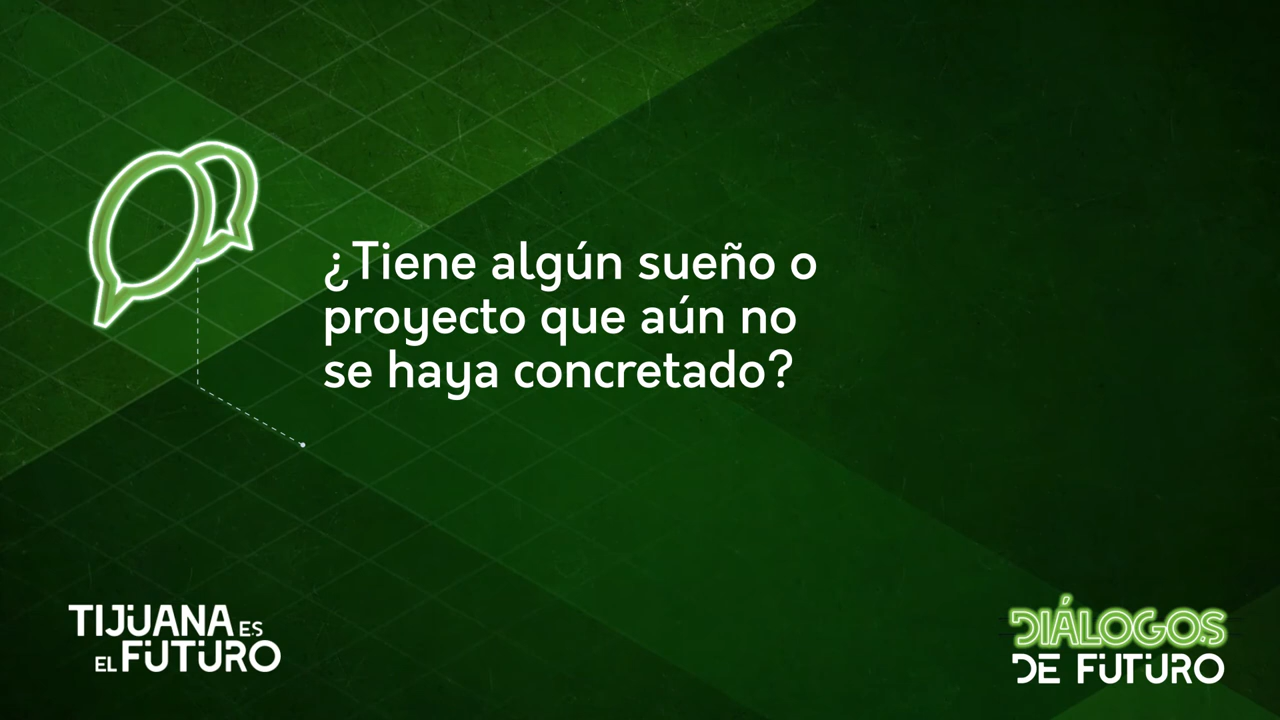 ¿Tiene algún sueño o
proyecto que aún no
se haya concretado?
TIJUANA ES
EL FUTURO
DIÁLOGOS
DE FUTURO